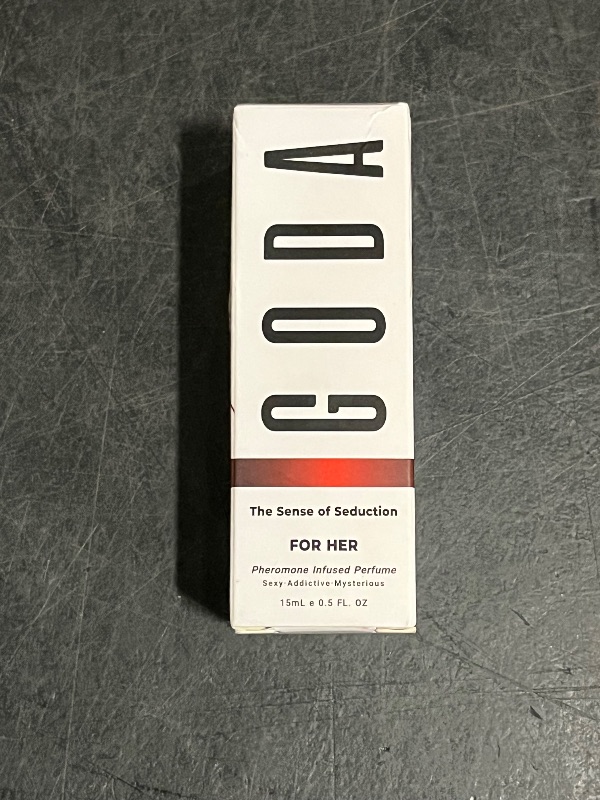 GODA
The Sense of Seduction
FOR HER
Pheromone Infused Perfume
Sexy-Addictive-Mysterious
15mL e 0.5 FL. OZ